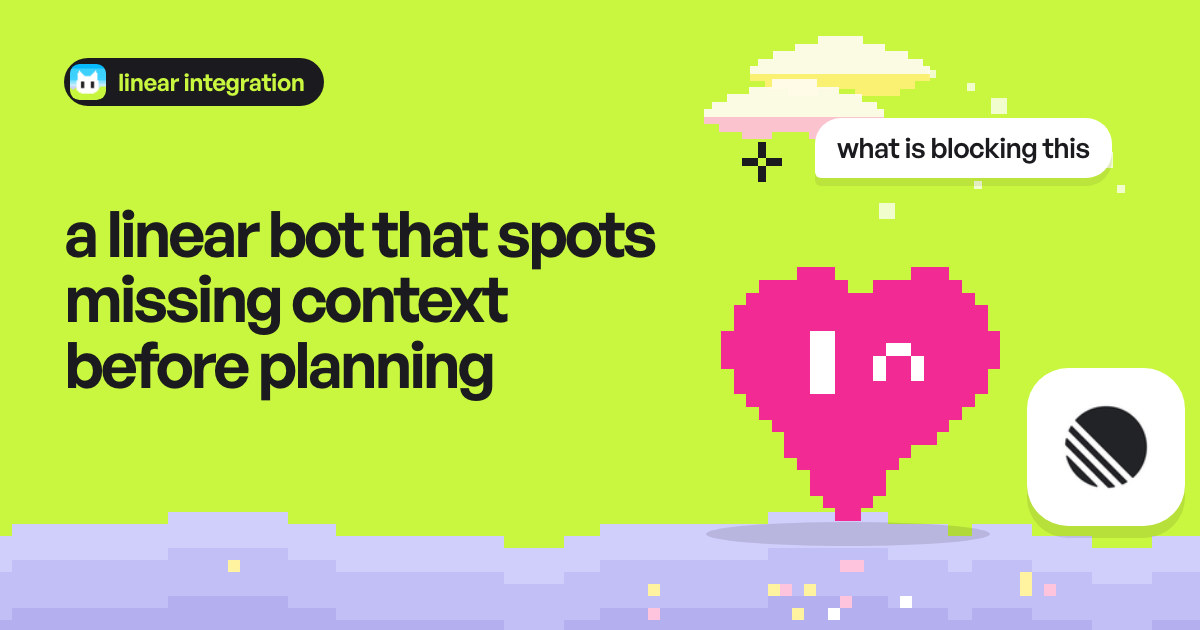 linear integration
what is blocking this
a linear bot that spots
missing context
before planning